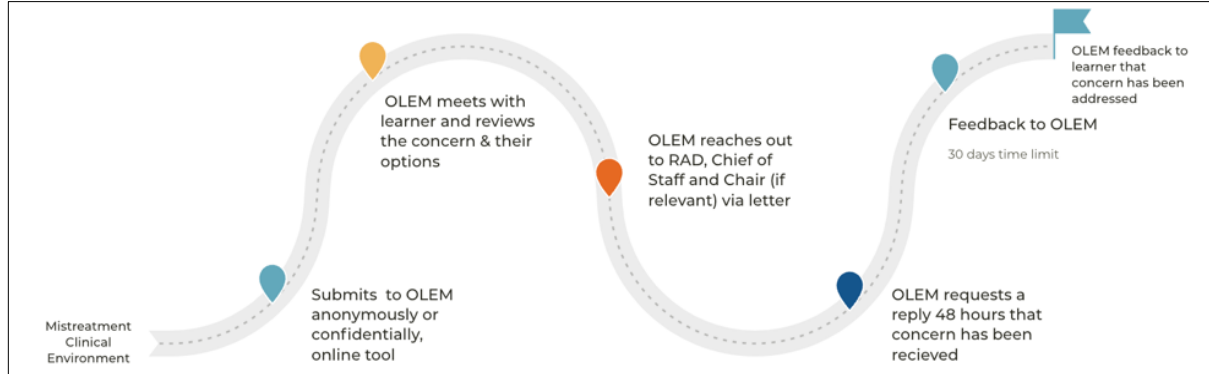 Mistreatment
Clinical
Environment
Submits to OLEM
anonymously or
confidentially,
online tool
OLEM meets with
learner and reviews
the concern & their
options
OLEM reaches out
to RAD, Chief of
Staff and Chair (if
relevant) via letter
OLEM requests a
reply 48 hours that
concern has been
recieved
Feedback to OLEM
30 days time limit
OLEM feedback to
learner that
concern has been
addressed